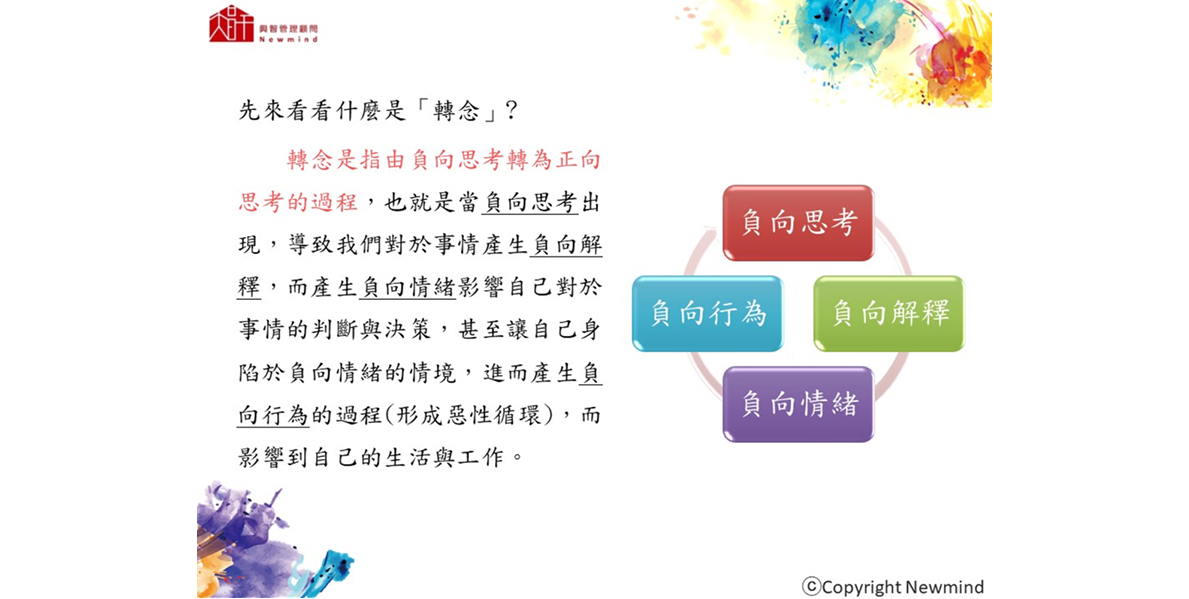 興智管理顧問
Newmind
先來看看什麼是「轉念」?
轉念是指由負向思考轉為正向
思考的過程，也就是當負向思考出
現，導致我們對於事情產生負向解
釋，而產生負向情緒影響自己對於
事情的判斷與決策，甚至讓自己身
陷於負向情緒的情境，進而產生負
向行為的過程(形成惡性循環)，而
影響到自己的生活與工作。
負向思考
負向行為
負向解釋
負向情緒
ⓒCopyright Newmind